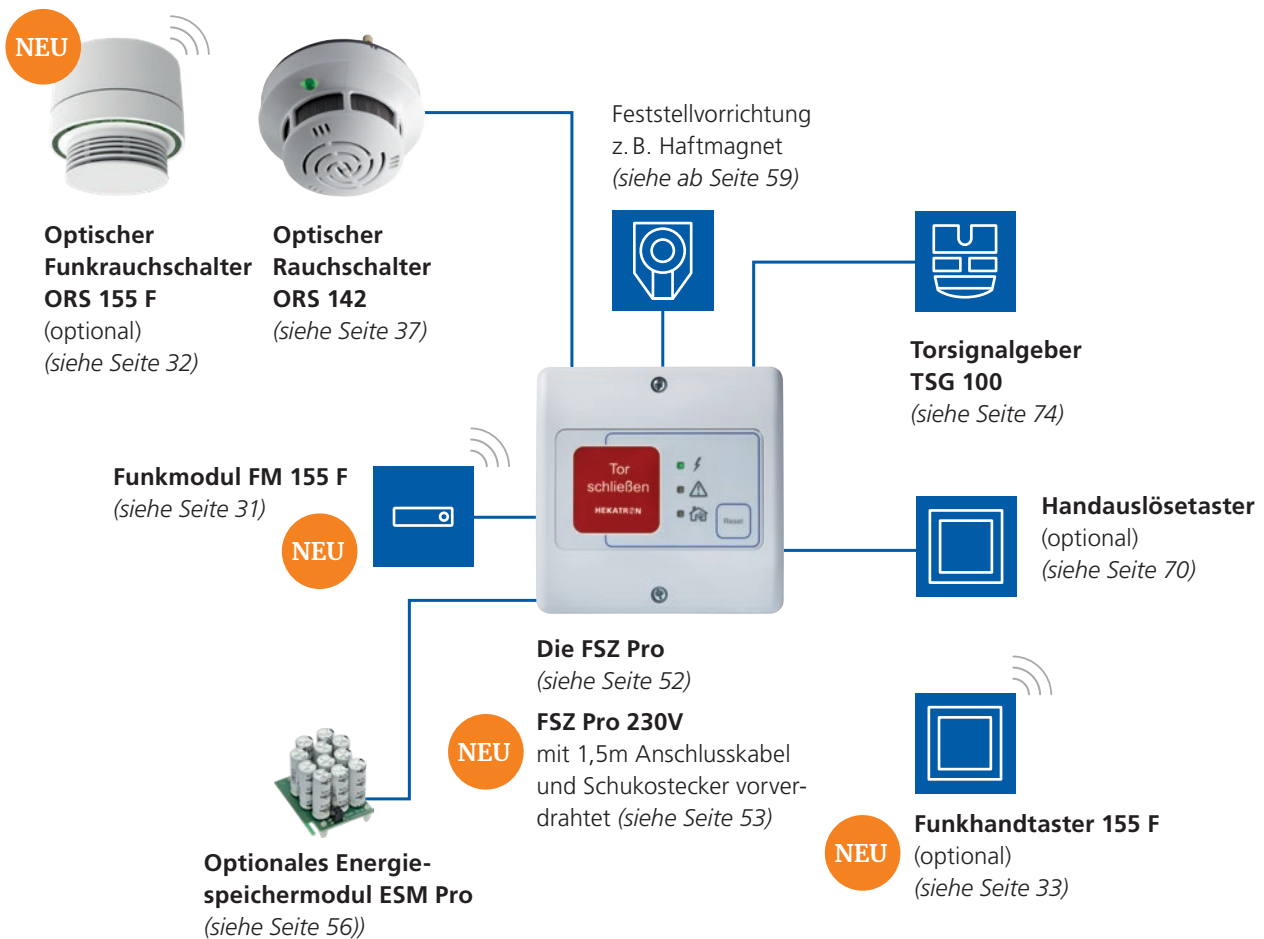 NEU
Optischer
Funkrauchschalter
ORS 155 F
(optional)
(siehe Seite 32)
Optischer
Rauchschalter
ORS 142
(siehe Seite 37)
Feststellvorrichtung
z. B. Haftmagnet
(siehe ab Seite 59)
Torsignalgeber
TSG 100
(siehe Seite 74)
Funkmodul FM 155 F
(siehe Seite 31)
NEU
Tor
schließen
HEKATRON
Reset
Handauslösetaster
(optional)
(siehe Seite 70)
Die FSZ Pro
(siehe Seite 52)
NEU
FSZ Pro 230V
mit 1,5m Anschlusskabel
und Schukostecker vorver-
drahtet (siehe Seite 53)
Optionales Energie-
speichermodul ESM Pro
(siehe Seite 56))
NEU
Funkhandtaster 155 F
(optional)
(siehe Seite 33)